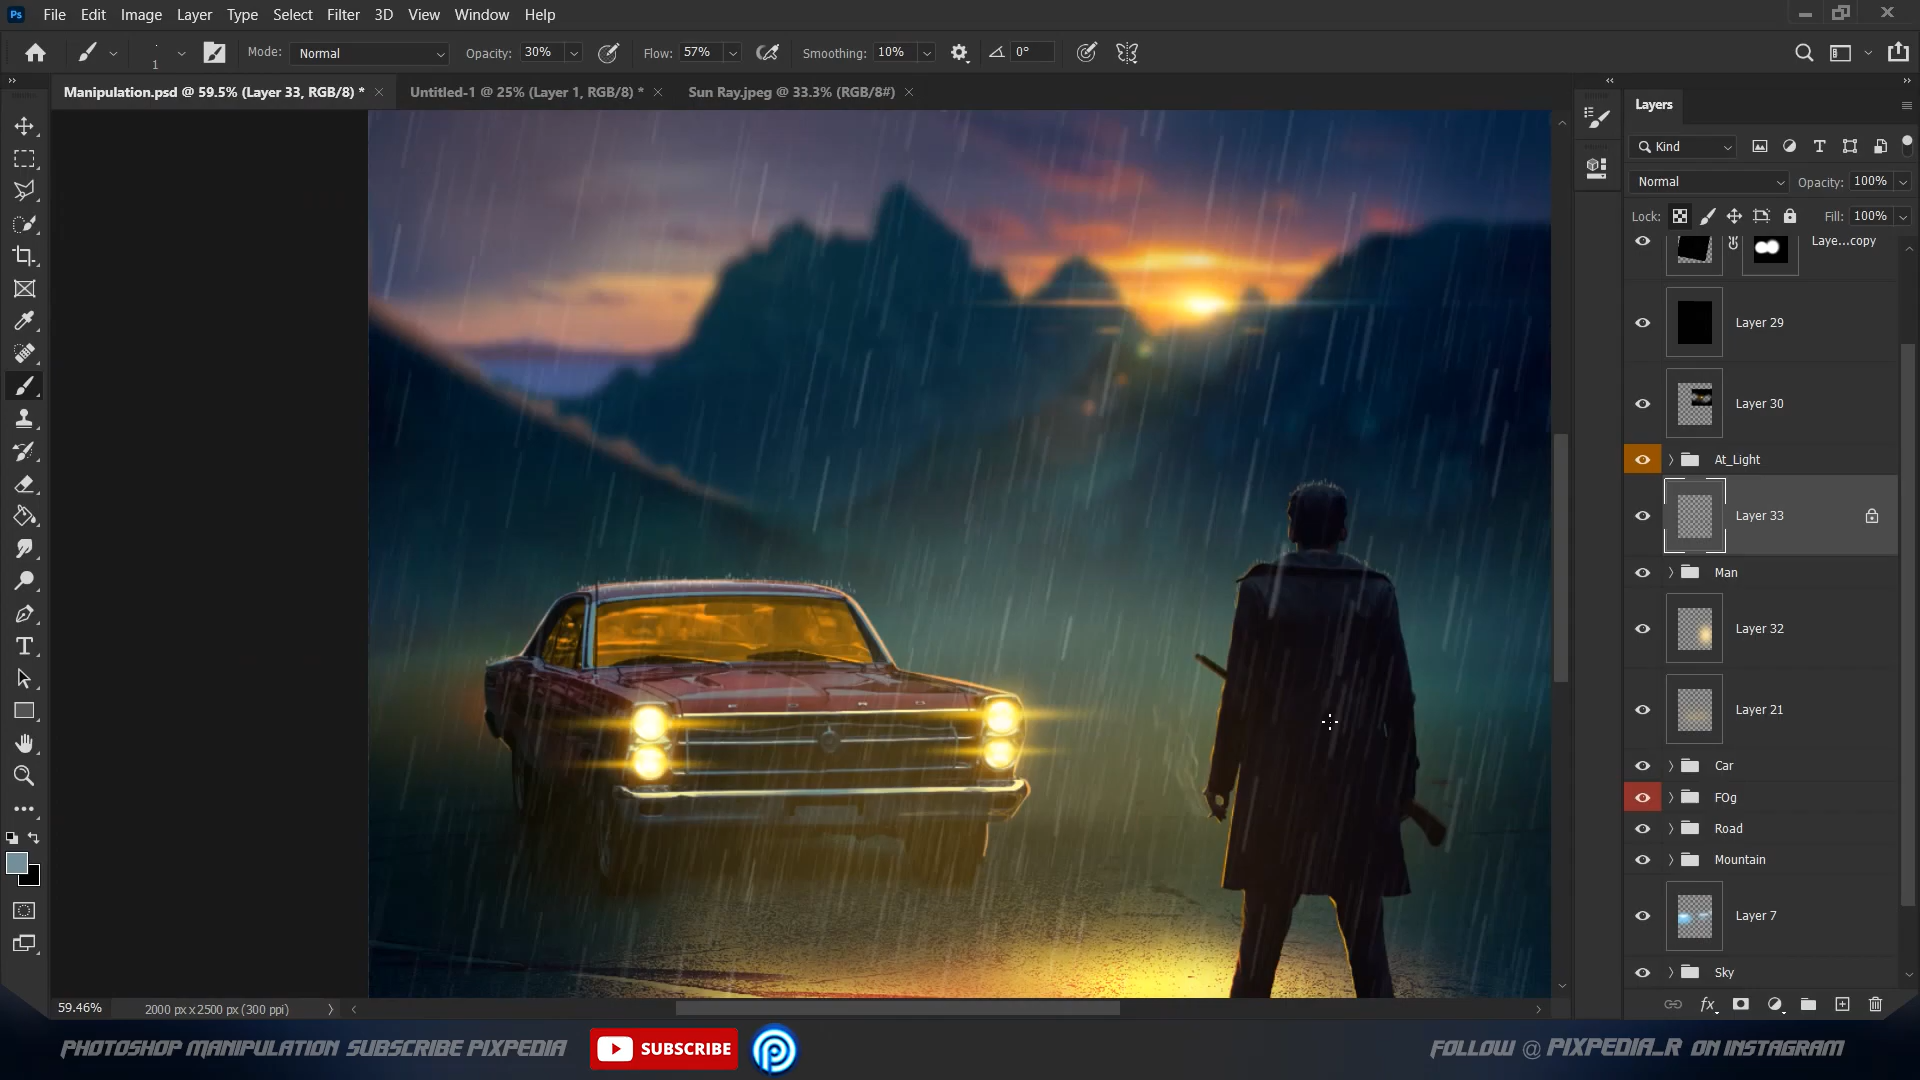 Ps File Edit Image Layer Type Select Filter 3D View Window Help
1 Mode: Normal Opacity: 30% Flow: 57% Smoothing: 10% 0°
Manipulation.psd @ 59.5% (Layer 33, RGB/8) * Untitled-1 @ 25% (Layer 1, RGB/8) * Sun Ray.jpeg @ 33.3% (RGB/8#)
Layers
Kind
Normal Opacity: 100%
Lock: Fill: 100%
Laye...copy
Layer 29
Layer 30
At_Light
Layer 33
Man
Layer 32
Layer 21
Car
FOg
Road
Mountain
Layer 7
Sky
fx
F O R D
59.46% 2000 px x 2500 px (300 ppi)
PHOTOSHOP MANIPULATION SUBSCRIBE PIXPEDIA SUBSCRIBE FOLLOW @ PIXPEDIA_R ON INSTAGRAM